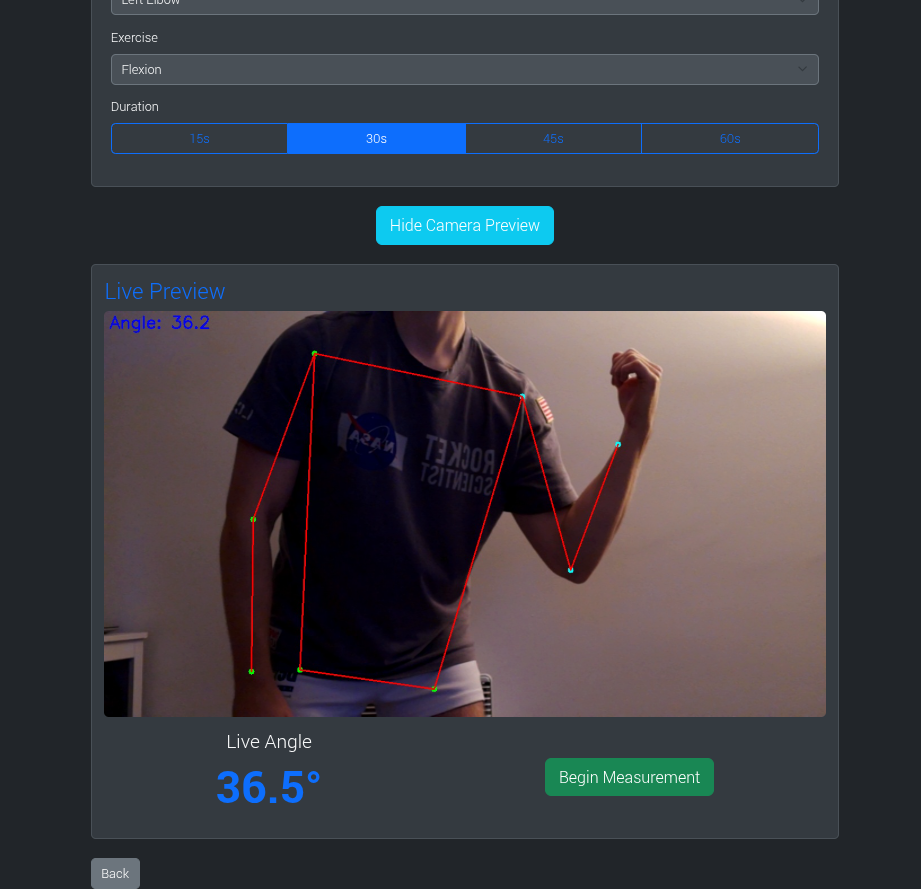 Left Elbow
Exercise
Flexion
Duration
15s 30s 45s 60s
Hide Camera Preview
Live Preview
Angle: 36.2
NASA
ROCKET
SCIENTIST
Live Angle
36.5°
Begin Measurement
Back